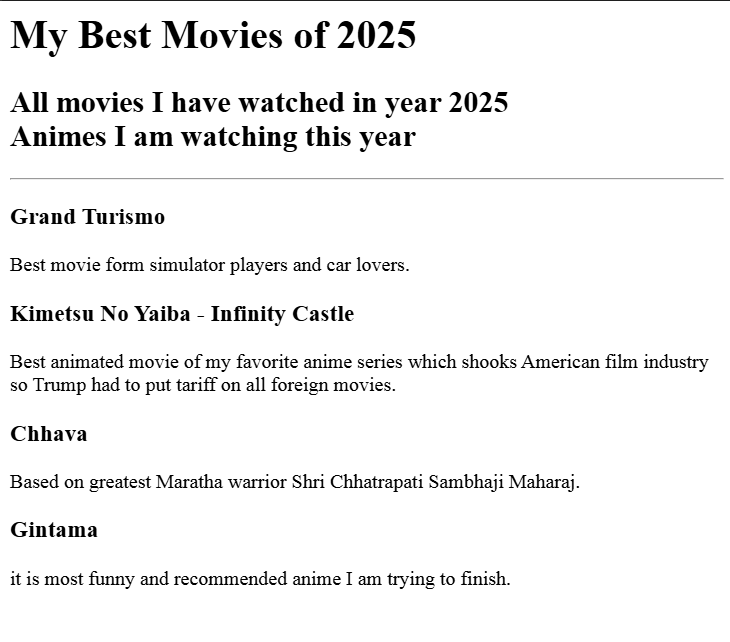 My Best Movies of 2025
All movies I have watched in year 2025
Animes I am watching this year
Grand Turismo
Best movie form simulator players and car lovers.
Kimetsu No Yaiba - Infinity Castle
Best animated movie of my favorite anime series which shooks American film industry
so Trump had to put tariff on all foreign movies.
Chhava
Based on greatest Maratha warrior Shri Chhatrapati Sambhaji Maharaj.
Gintama
it is most funny and recommended anime I am trying to finish.